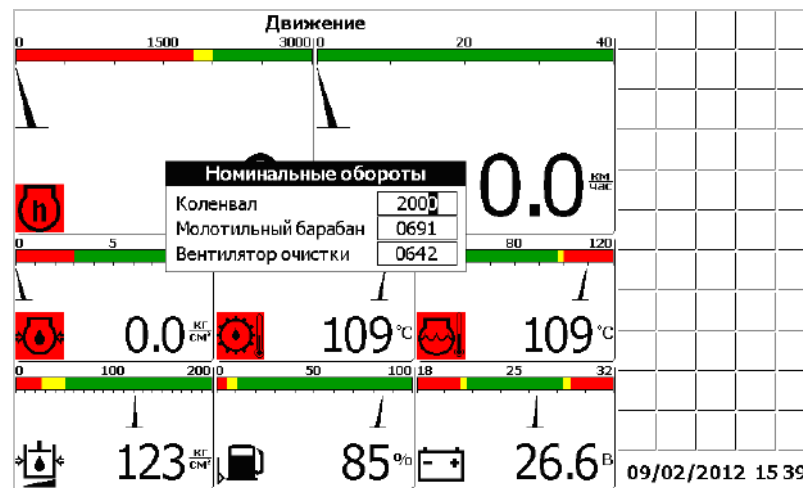 Движение
0 1500 3000 0 20 40
Номинальные обороты
0.0 км час
h
Коленвал 2000
Молотильный барабан 0691
Вентилятор очистки 0642
0 5 80 120
0.0 кг см² 109 °C 109 °C
0 100 200 0 50 100 18 25 32
123 кг см² 85 % - + 26.6 В
09/02/2012 15 39